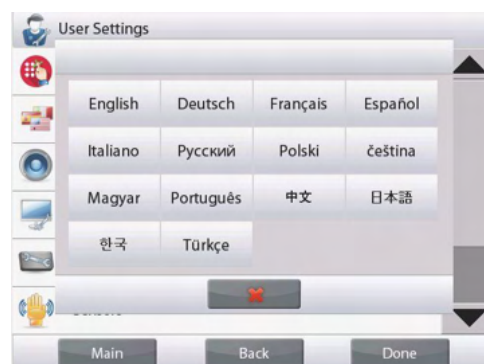 User Settings
English Deutsch Français Español
Italiano Русский Polski čeština
Magyar Português 中文 日本語
한국 Türkçe
Main Back Done